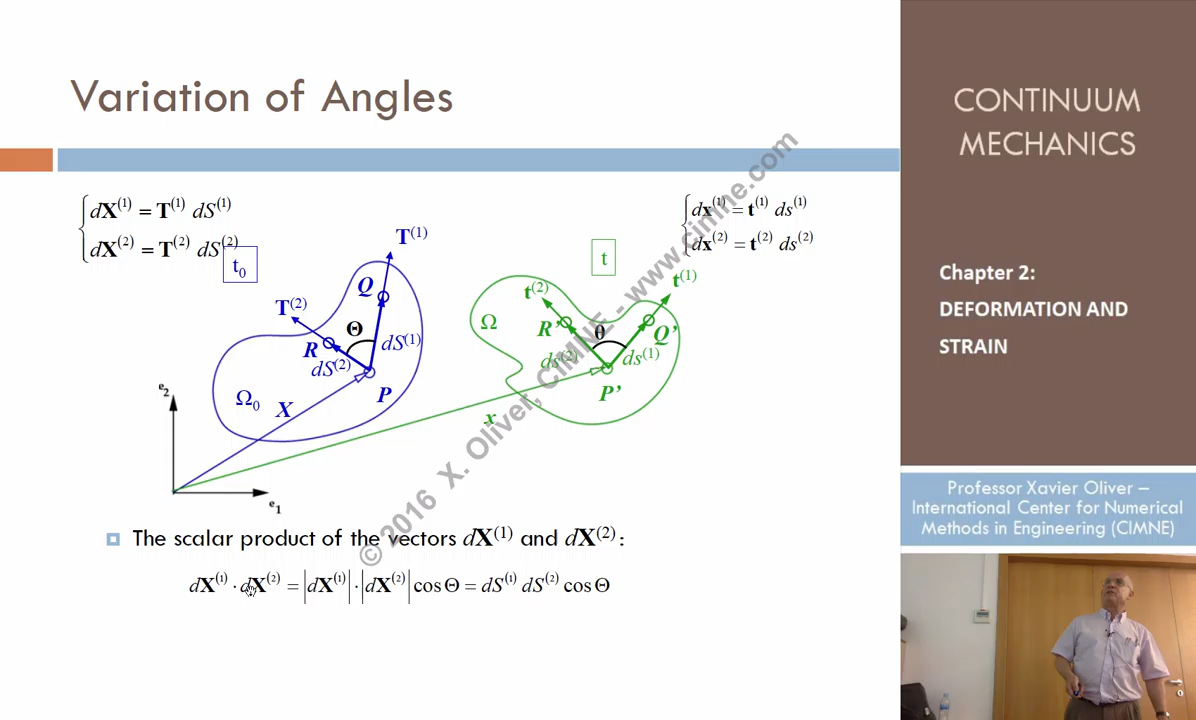 Variation of Angles
dX⁽¹⁾ = T⁽¹⁾ dS⁽¹⁾
dX⁽²⁾ = T⁽²⁾ dS⁽²⁾
t₀
T⁽¹⁾
Q
T⁽²⁾
Θ
R
dS⁽¹⁾
dS⁽²⁾
P
Ω₀
X
e₂
e₁
dx⁽¹⁾ = t⁽¹⁾ ds⁽¹⁾
dx⁽²⁾ = t⁽²⁾ ds⁽²⁾
t
t⁽¹⁾
t⁽²⁾
Ω
R'
θ
Q'
ds⁽²⁾
ds⁽¹⁾
P'
x
© 2016 X. Oliver, CIMNE - www.cimne.com
The scalar product of the vectors dX⁽¹⁾ and dX⁽²⁾:
dX⁽¹⁾ · dX⁽²⁾ = |dX⁽¹⁾| · |dX⁽²⁾| cos Θ = dS⁽¹⁾ dS⁽²⁾ cos Θ
CONTINUUM
MECHANICS
Chapter 2:
DEFORMATION AND
STRAIN
Professor Xavier Oliver –
International Center for Numerical
Methods in Engineering (CIMNE)